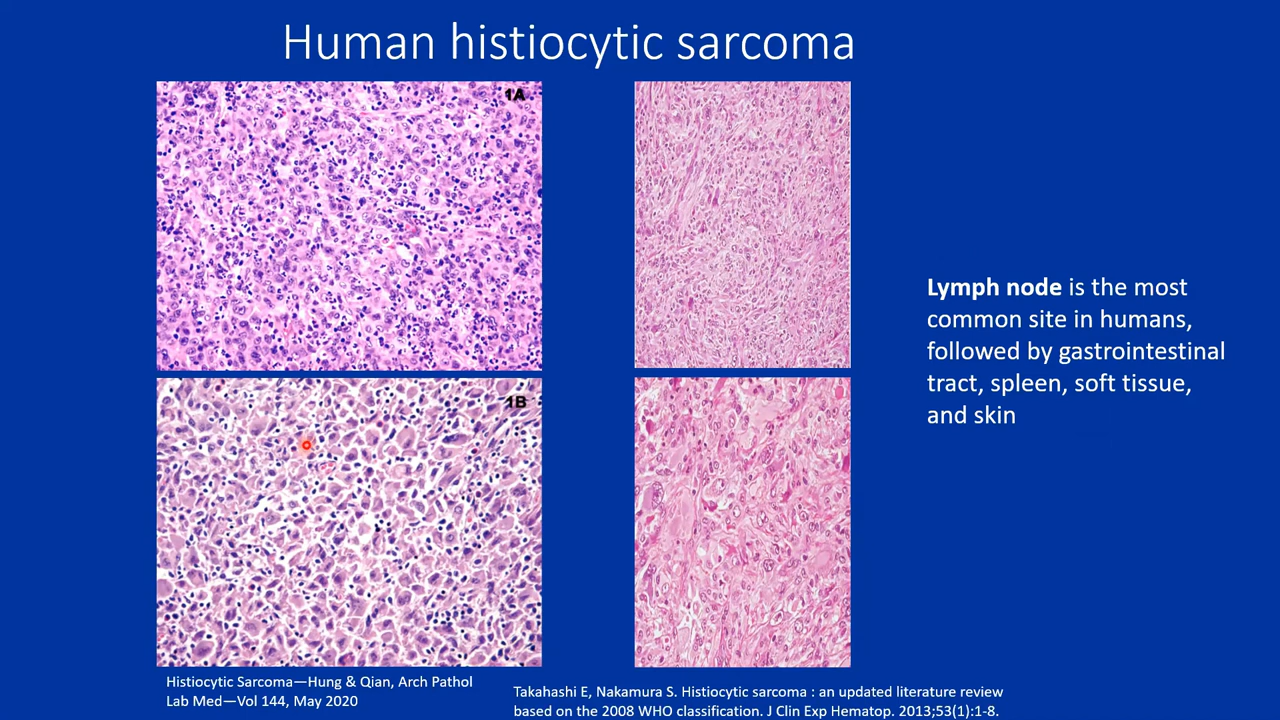 Human histiocytic sarcoma
1A
1B
Lymph node is the most
common site in humans,
followed by gastrointestinal
tract, spleen, soft tissue,
and skin
Histiocytic Sarcoma—Hung & Qian, Arch Pathol
Lab Med—Vol 144, May 2020
Takahashi E, Nakamura S. Histiocytic sarcoma : an updated literature review
based on the 2008 WHO classification. J Clin Exp Hematop. 2013;53(1):1-8.